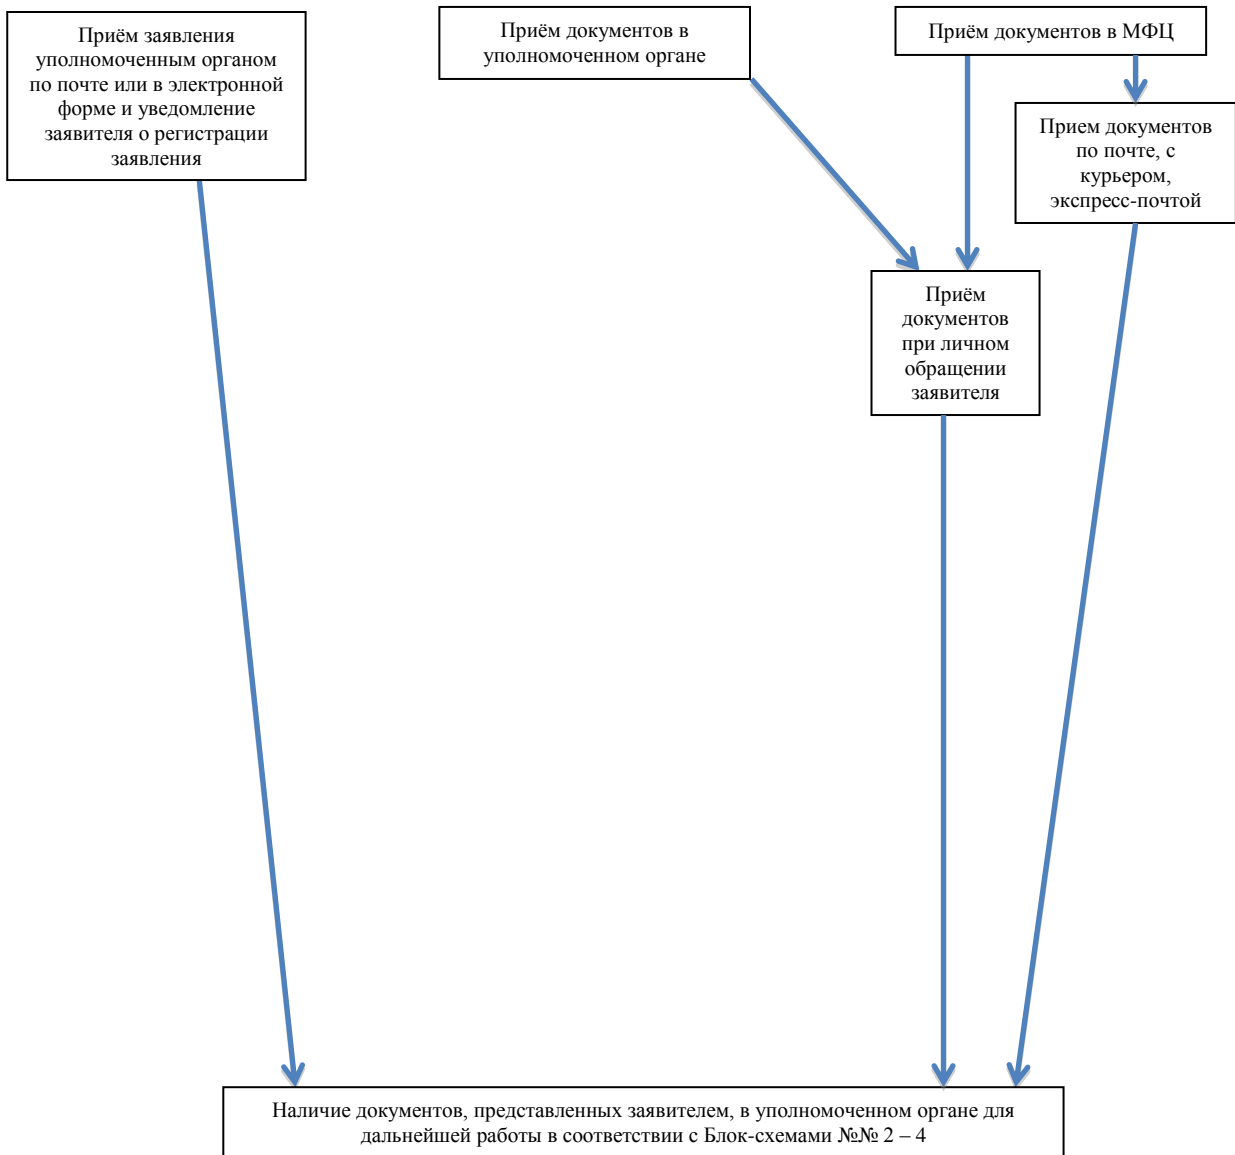 Приём заявления
уполномоченным органом
по почте или в электронной
форме и уведомление
заявителя о регистрации
заявления
Приём документов в
уполномоченном органе
Приём документов в МФЦ
Прием документов
по почте, с
курьером,
экспресс-почтой
Приём
документов
при личном
обращении
заявителя
Наличие документов, представленных заявителем, в уполномоченном органе для
дальнейшей работы в соответствии с Блок-схемами №№ 2 – 4